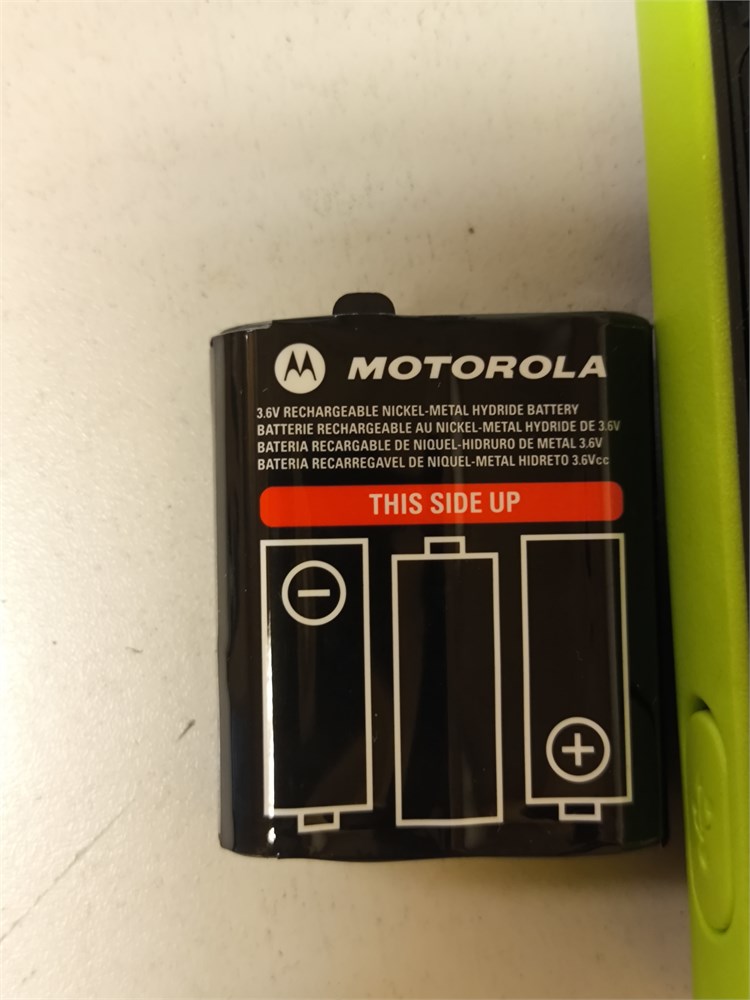 MOTOROLA
3.6V RECHARGEABLE NICKEL-METAL HYDRIDE BATTERY
BATTERIE RECHARGEABLE AU NICKEL-METAL HYDRIDE DE 3.6V
BATERIA RECARGABLE DE NIQUEL-HIDRURO DE METAL 3.6V
BATERIA RECARREGAVEL DE NIQUEL-METAL HIDRETO 3.6Vcc
THIS SIDE UP